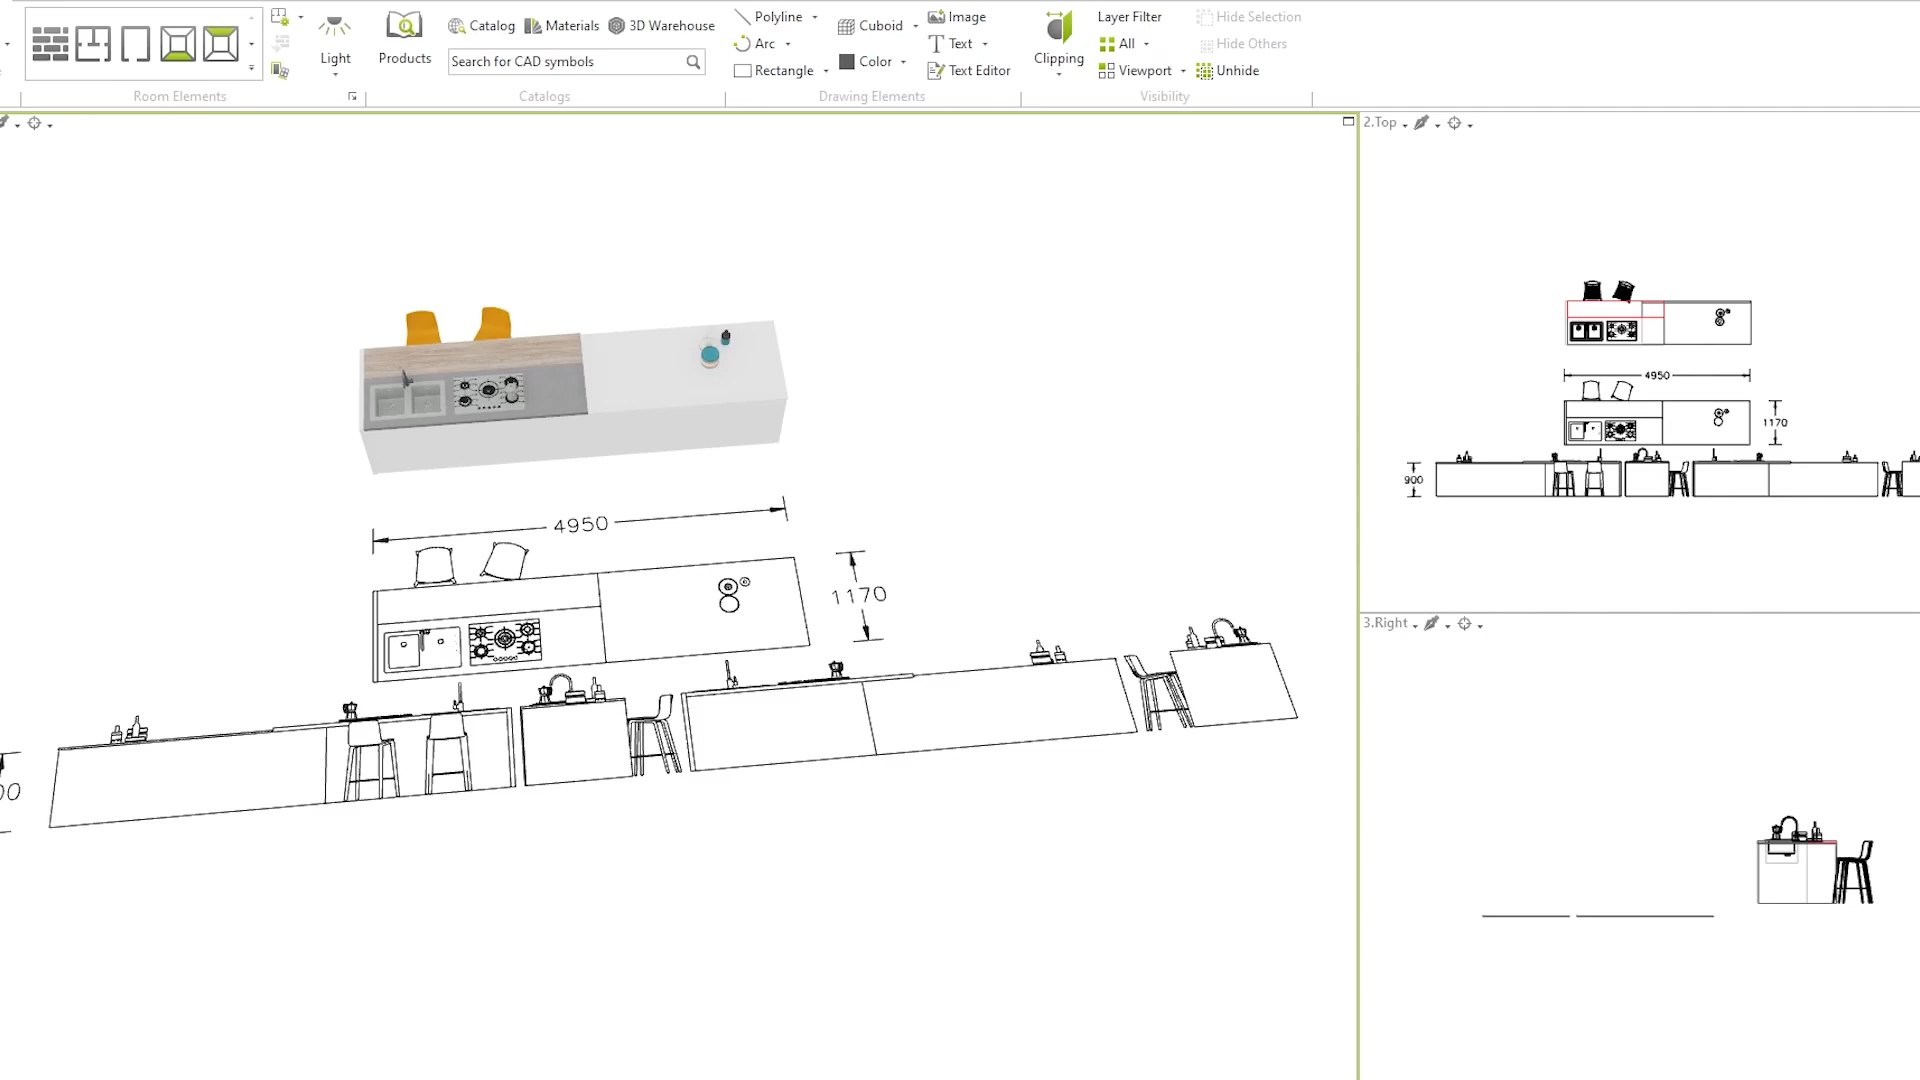 Light
Products
Catalog
Materials
3D Warehouse
Search for CAD symbols
Polyline
Arc
Rectangle
Cuboid
Color
Image
Text
Text Editor
Clipping
Layer Filter
All
Viewport
Hide Selection
Hide Others
Unhide
Room Elements
Catalogs
Drawing Elements
Visibility
2.Top
4950
1170
900
4950
1170
00
3.Right